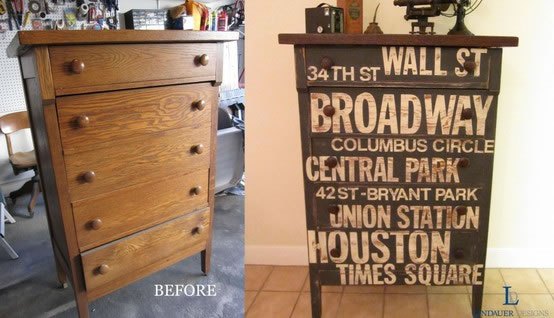 BEFORE
34TH ST WALL ST
BROADWAY
COLUMBUS CIRCLE
CENTRAL PARK
42ST-BRYANT PARK
UNION STATION
HOUSTON
TIMES SQUARE
L
LANDAUER DESIGNS